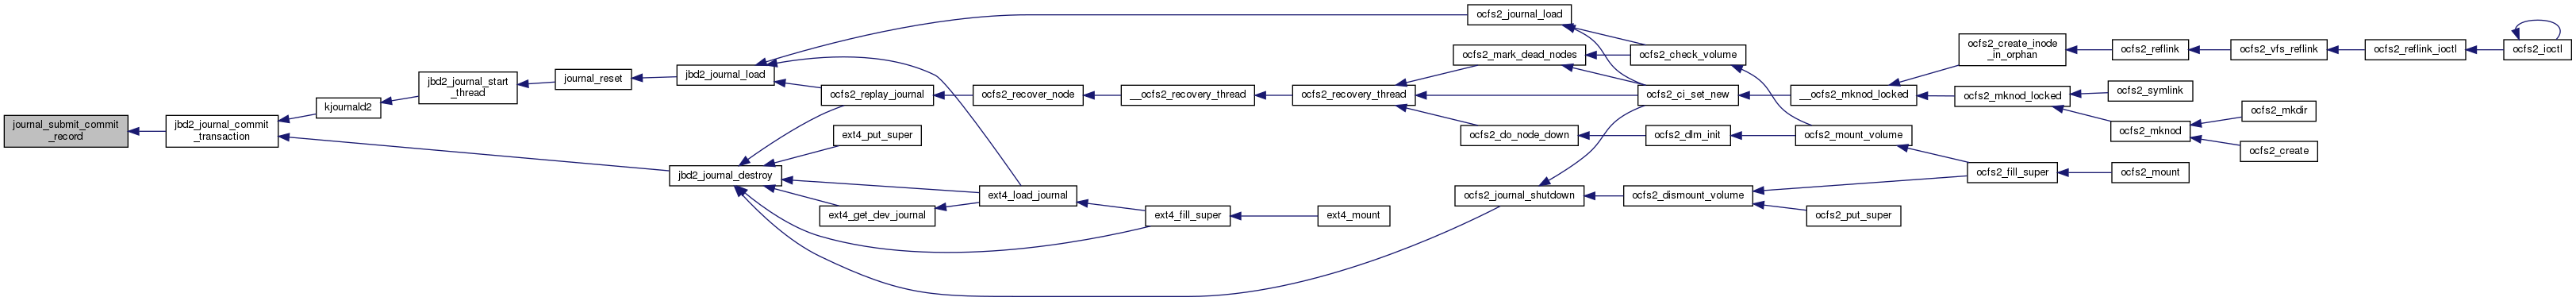 journal_submit_commit
_record
jbd2_journal_commit
_transaction
kjournald2
jbd2_journal_start
_thread
journal_reset
jbd2_journal_load
jbd2_journal_destroy
ocfs2_replay_journal
ext4_put_super
ext4_get_dev_journal
ocfs2_recover_node
ext4_load_journal
__ocfs2_recovery_thread
ext4_fill_super
ocfs2_recovery_thread
ext4_mount
ocfs2_journal_load
ocfs2_mark_dead_nodes
ocfs2_do_node_down
ocfs2_journal_shutdown
ocfs2_check_volume
ocfs2_ci_set_new
ocfs2_dlm_init
ocfs2_dismount_volume
__ocfs2_mknod_locked
ocfs2_mount_volume
ocfs2_put_super
ocfs2_create_inode
_in_orphan
ocfs2_mknod_locked
ocfs2_fill_super
ocfs2_reflink
ocfs2_symlink
ocfs2_mknod
ocfs2_mount
ocfs2_vfs_reflink
ocfs2_mkdir
ocfs2_create
ocfs2_reflink_ioctl
ocfs2_ioctl